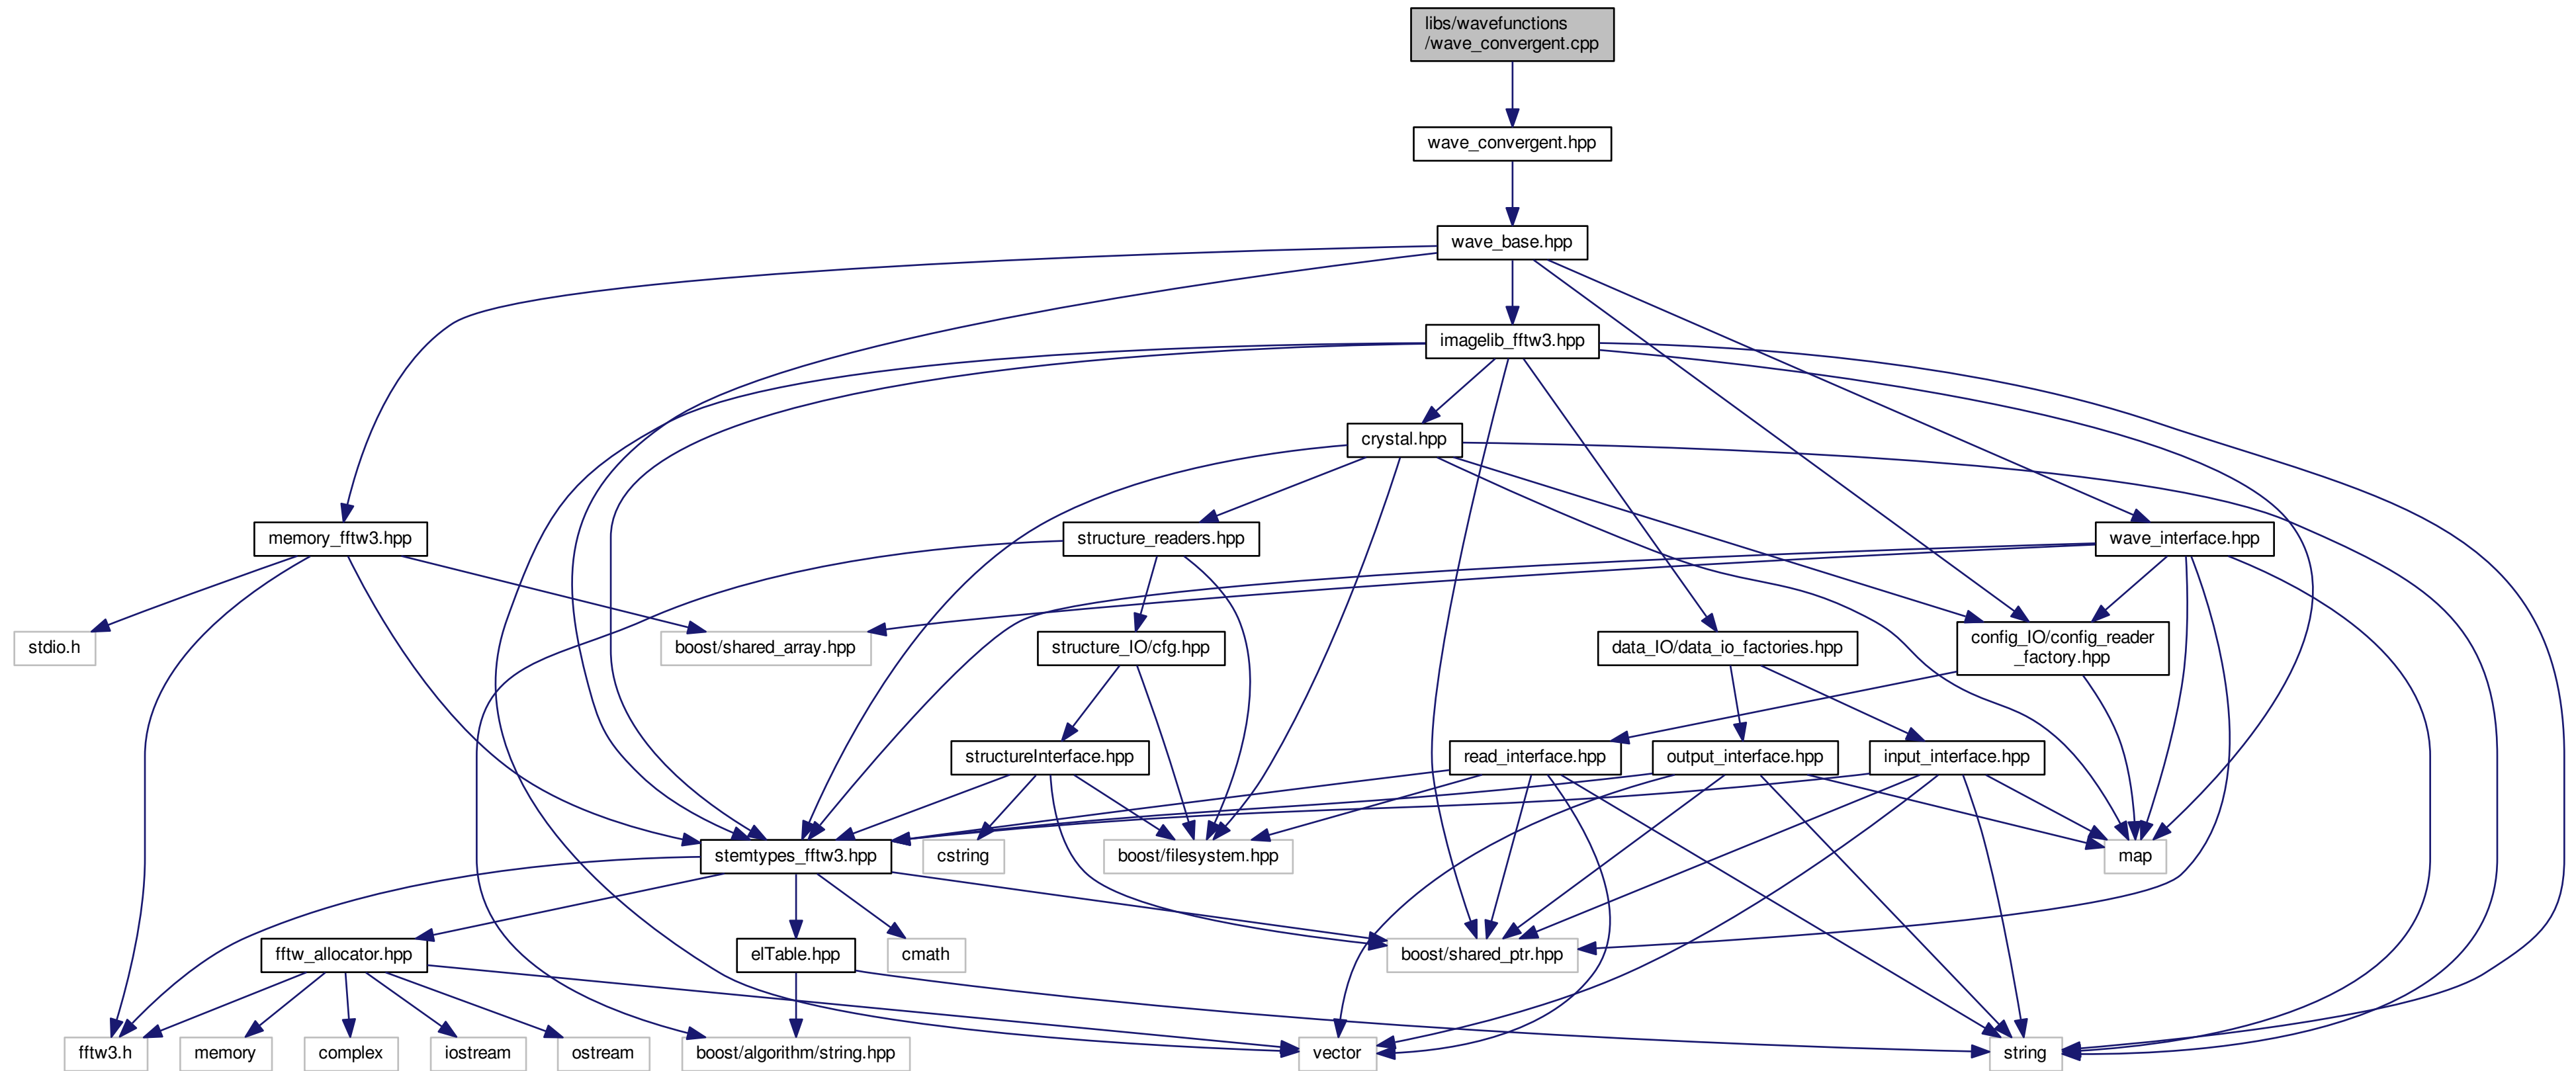 libs/wavefunctions
/wave_convergent.cpp
wave_convergent.hpp
wave_base.hpp
imagelib_fftw3.hpp
crystal.hpp
memory_fftw3.hpp
structure_readers.hpp
wave_interface.hpp
stdio.h
boost/shared_array.hpp
structure_IO/cfg.hpp
data_IO/data_io_factories.hpp
config_IO/config_reader
_factory.hpp
structureInterface.hpp
read_interface.hpp
output_interface.hpp
input_interface.hpp
stemtypes_fftw3.hpp
cstring
boost/filesystem.hpp
map
fftw_allocator.hpp
elTable.hpp
cmath
boost/shared_ptr.hpp
fftw3.h
memory
complex
iostream
ostream
boost/algorithm/string.hpp
vector
string